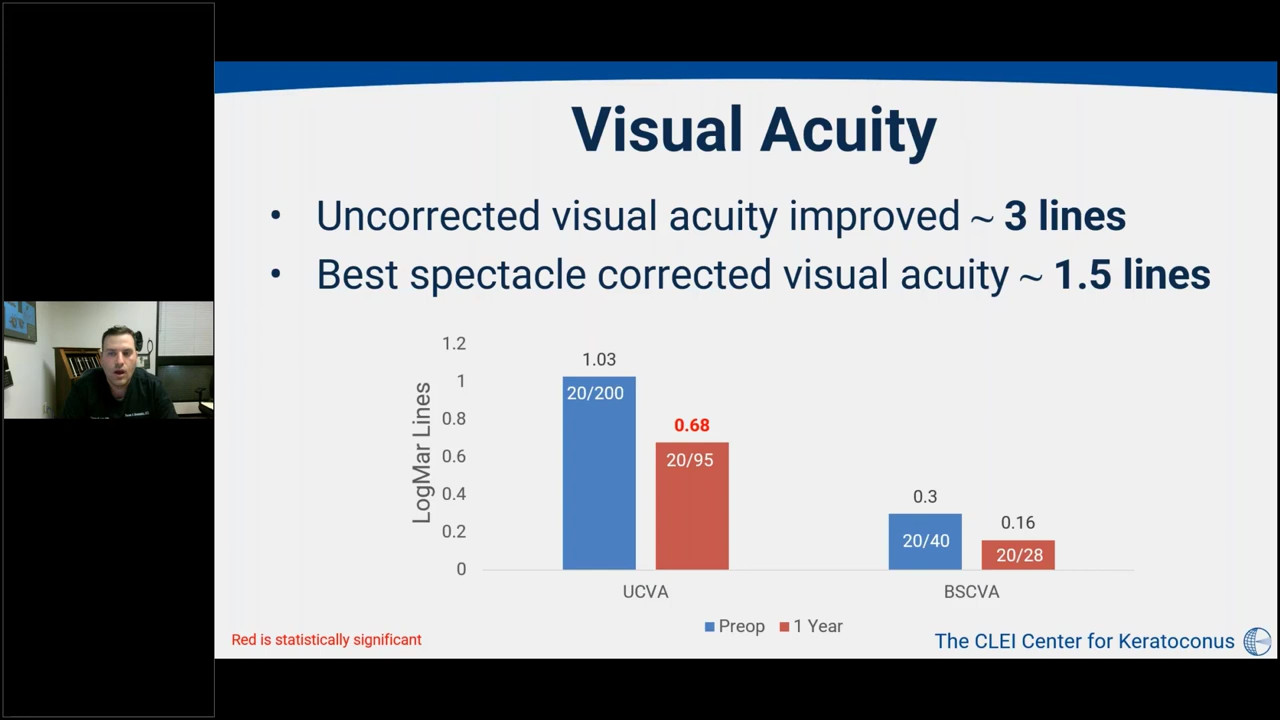 Visual Acuity
• Uncorrected visual acuity improved ~ 3 lines
• Best spectacle corrected visual acuity ~ 1.5 lines
LogMar Lines
1.2
1
0.8
0.6
0.4
0.2
0
1.03
20/200
0.68
20/95
0.3
20/40
0.16
20/28
UCVA
BSCVA
Preop
1 Year
Red is statistically significant
The CLEI Center for Keratoconus